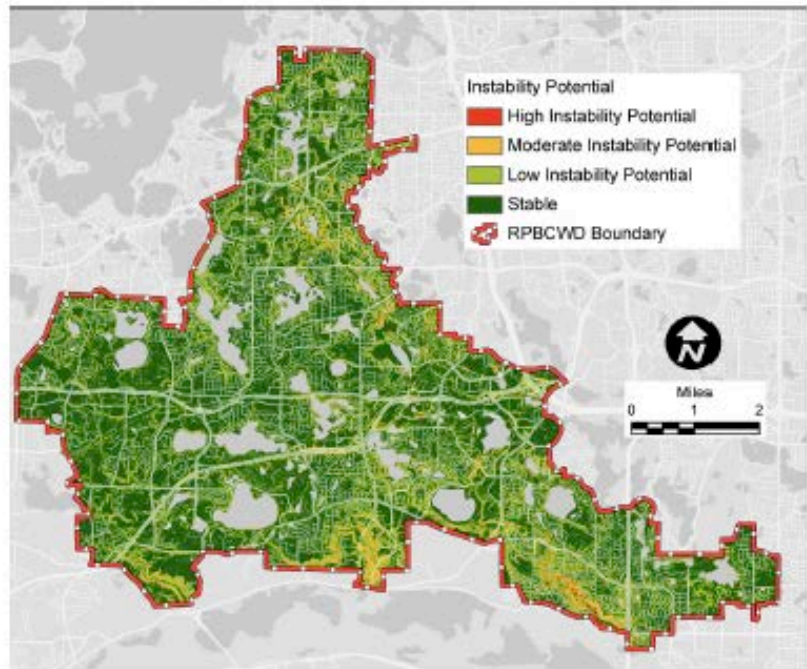 Instability Potential
High Instability Potential
Moderate Instability Potential
Low Instability Potential
Stable
RPBCWD Boundary
N
Miles
0 1 2